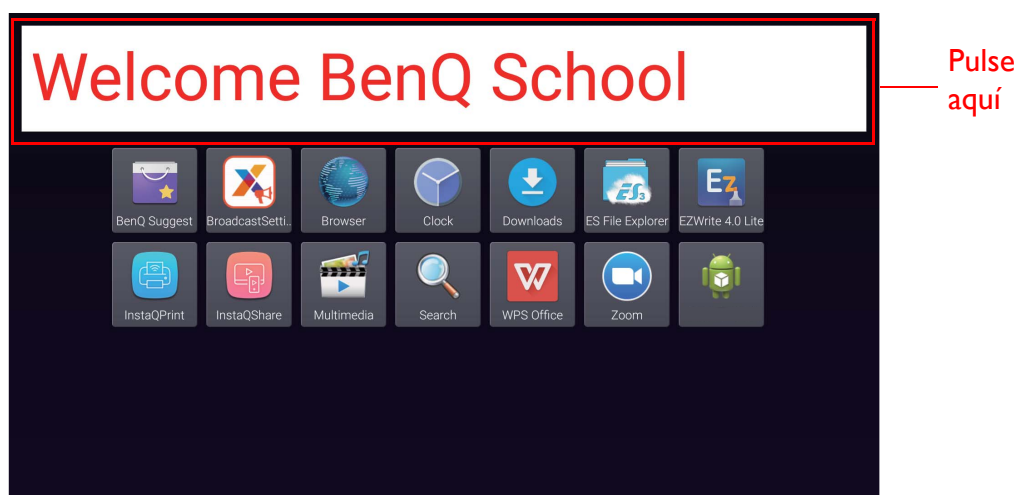 Welcome BenQ School
Pulse
aquí
BenQ Suggest BroadcastSetti.. Browser Clock Downloads ES File Explorer EZWrite 4.0 Lite
InstaQPrint InstaQShare Multimedia Search WPS Office Zoom